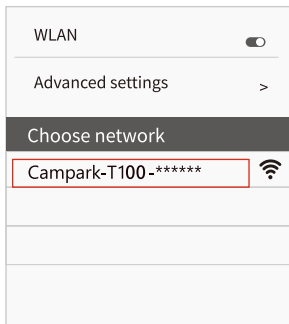 WLAN
Advanced settings >
Choose network
Campark-T100-******